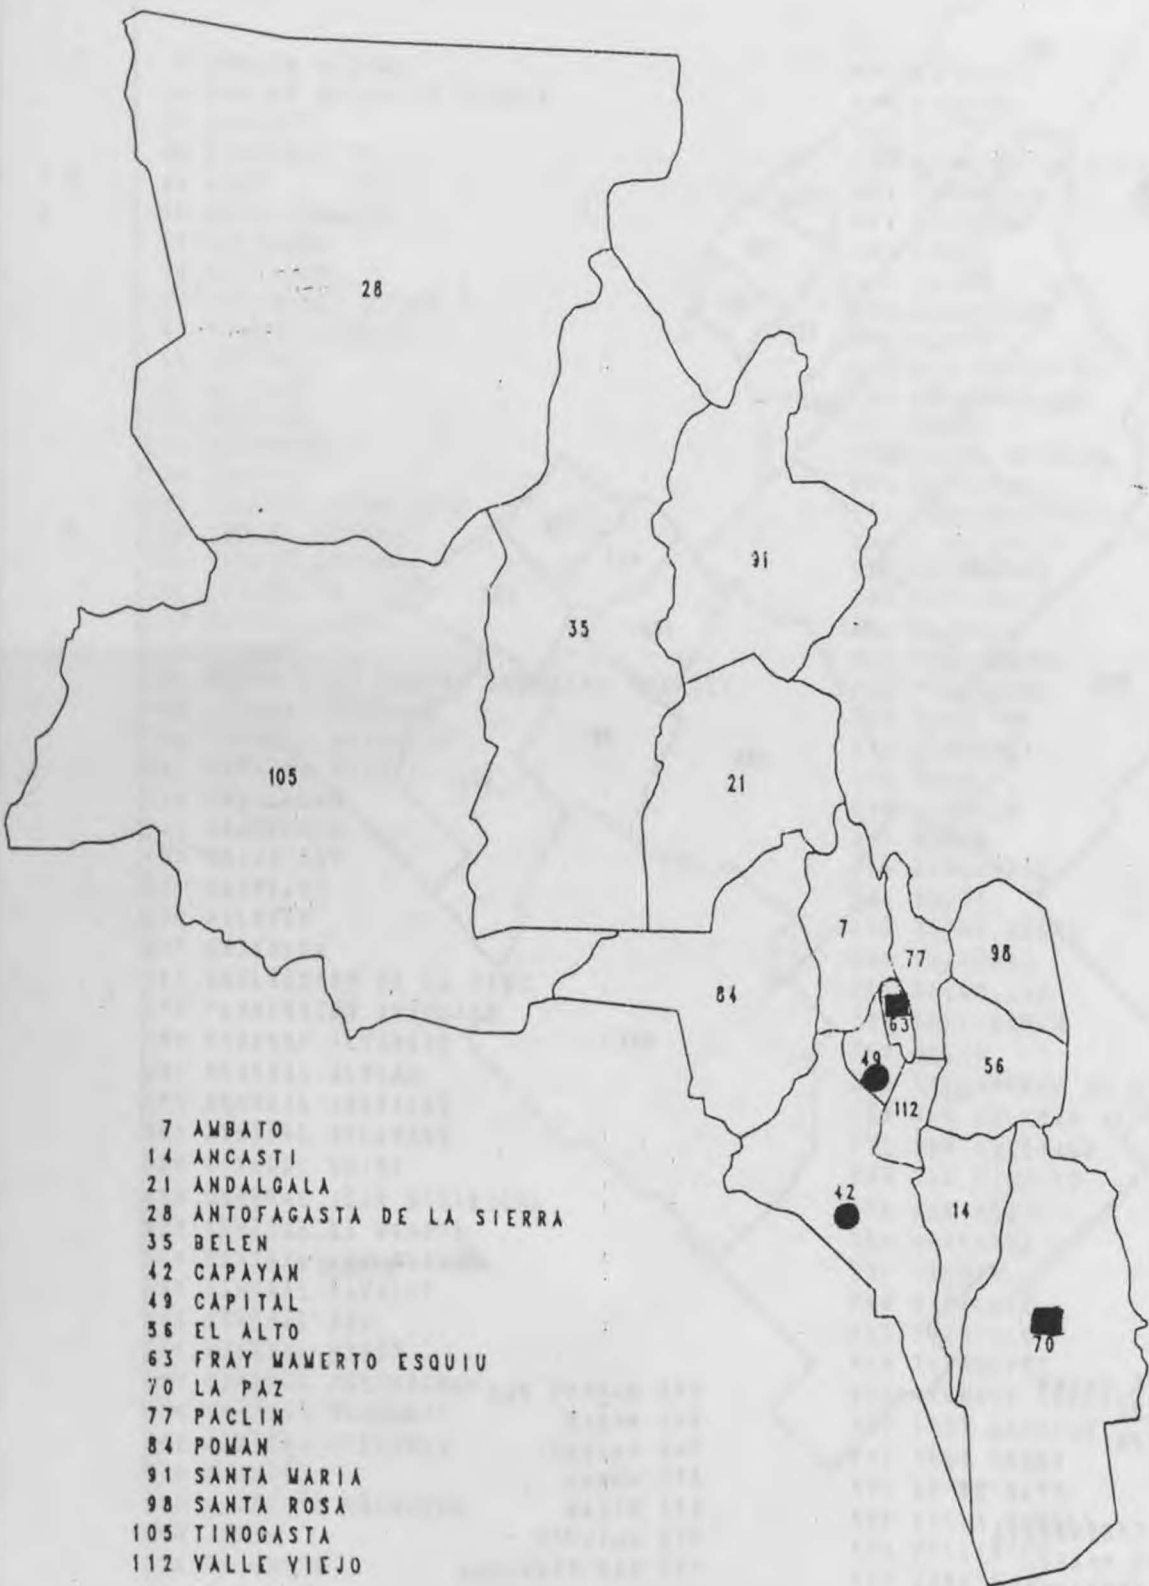 28
91
35
105
21
7
77
98
84
63
49
56
112
42
14
70
7 AMBATO
14 ANCASTI
21 ANDALGALA
28 ANTOFAGASTA DE LA SIERRA
35 BELEN
42 CAPAYAN
49 CAPITAL
56 EL ALTO
63 FRAY MAMERTO ESQUIU
70 LA PAZ
77 PACLIN
84 POMAN
91 SANTA MARIA
98 SANTA ROSA
105 TINOGASTA
112 VALLE VIEJO